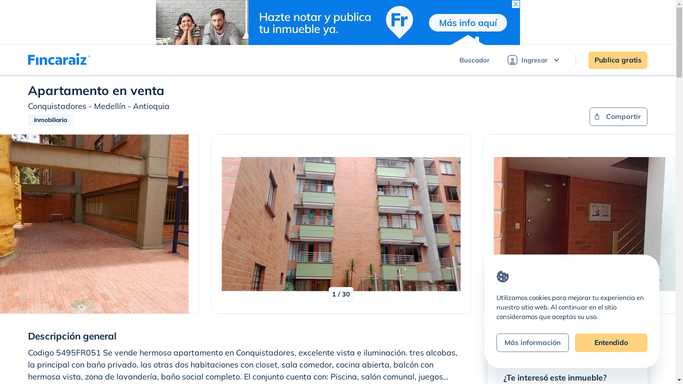 Hazte notar y publica
tu inmueble ya.
Fr
Más info aquí
Fincaraíz
Buscador
Ingresar
Publica gratis
Apartamento en venta
Conquistadores - Medellín - Antioquia
Inmobiliaria
Compartir
1 / 30
Utilizamos cookies para mejorar tu experiencia en
nuestro sitio web. Al continuar en el sitio
consideramos que aceptas su uso.
Más información
Entendido
Descripción general
Codigo 5495FR051 Se vende hermoso apartamento en Conquistadores, excelente vista e iluminación. tres alcobas,
la principal con baño privado, las otras dos habitaciones con closet, sala comedor, cocina abierta, balcón con
hermosa vista, zona de lavandería, baño social completo. El conjunto cuenta con: Piscina, salón comunal, juegos...
¿Te interesó este inmueble?